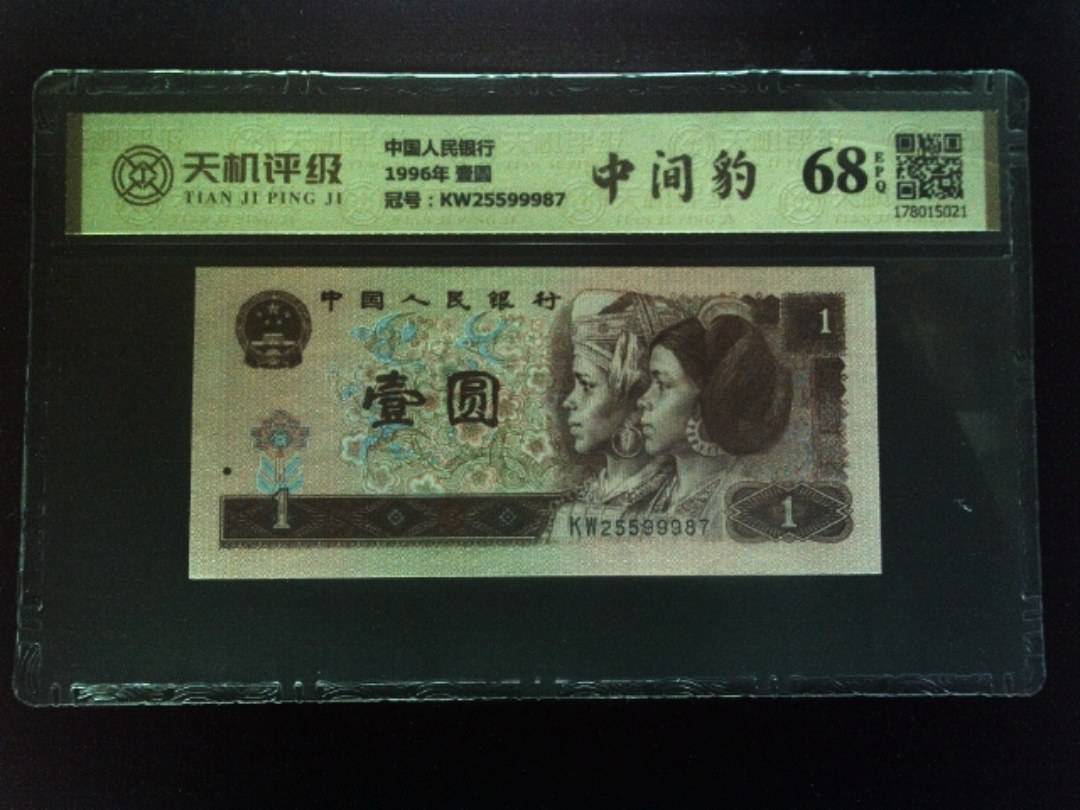 天机评级
TIAN JI PING JI
中国人民银行
1996年 壹圆
冠号：KW25599987
中间豹
68
EPQ
178015021
中国人民银行
1
壹圆
1
KW25599987
1